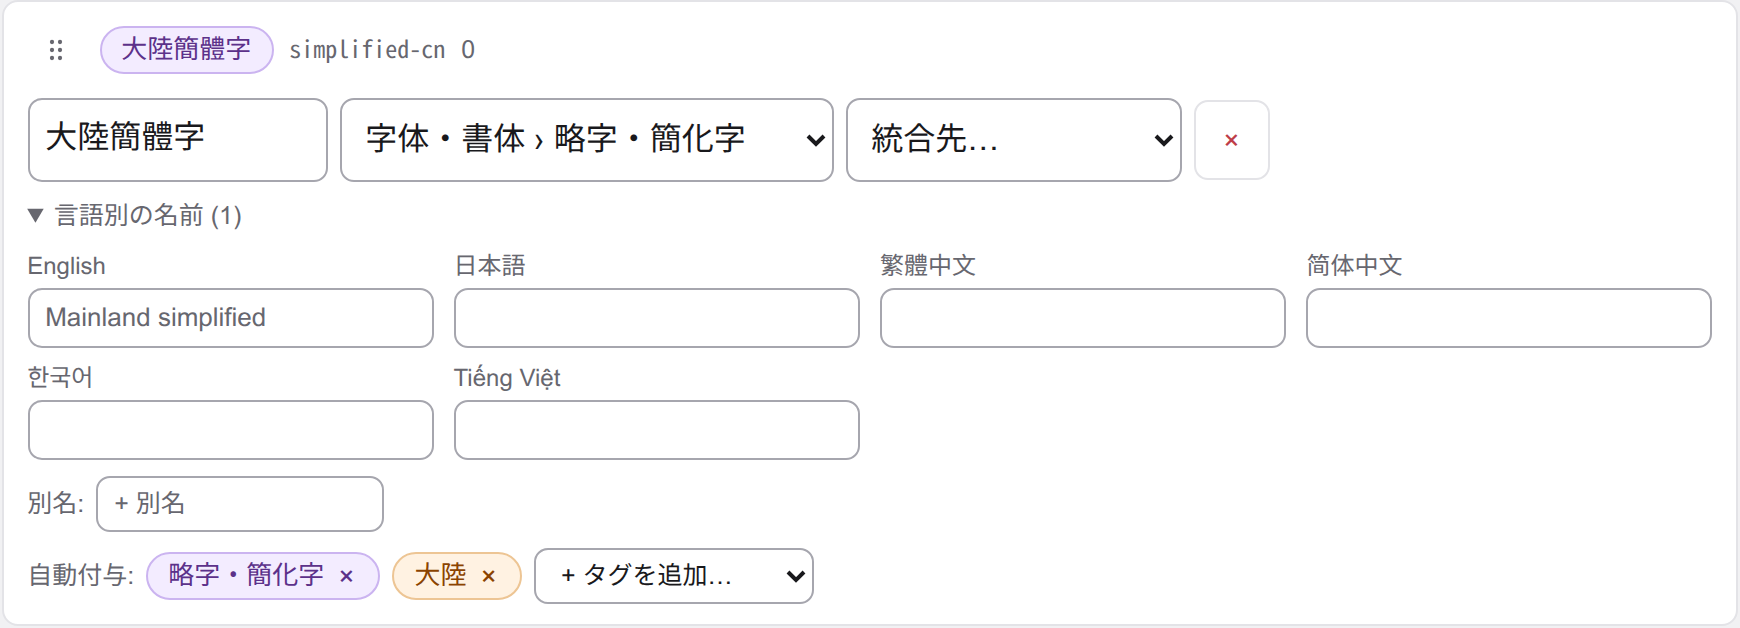 大陸簡體字 simplified-cn 0
大陸簡體字 字体・書体 › 略字・簡化字 統合先… ×
▼ 言語別の名前 (1)
English 日本語 繁體中文 简体中文
Mainland simplified
한국어 Tiếng Việt
別名: + 別名
自動付与: 略字・簡化字 × 大陸 × + タグを追加…